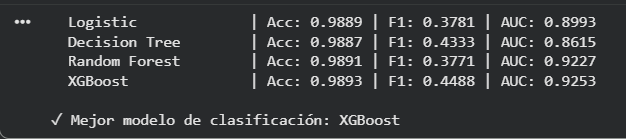 Logistic | Acc: 0.9889 | F1: 0.3781 | AUC: 0.8993
Decision Tree | Acc: 0.9887 | F1: 0.4333 | AUC: 0.8615
Random Forest | Acc: 0.9891 | F1: 0.3771 | AUC: 0.9227
XGBoost | Acc: 0.9893 | F1: 0.4488 | AUC: 0.9253
✓ Mejor modelo de clasificación: XGBoost